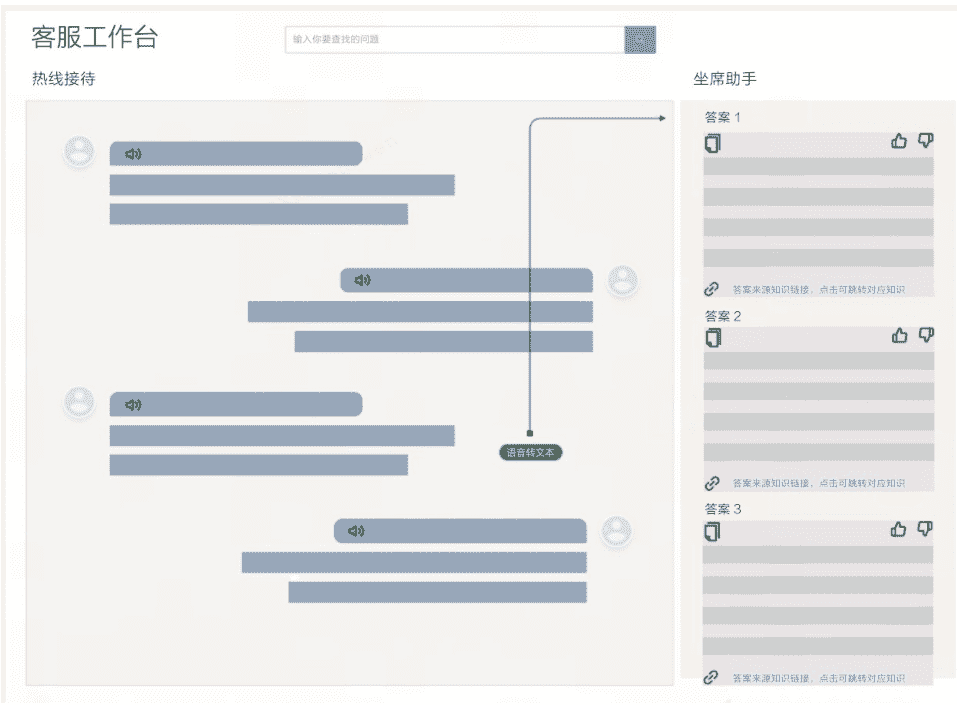 客服工作台
输入你要查找的问题
热线接待
坐席助手
答案 1
答案来源知识链接，点击可跳转对应知识
答案 2
语音转文本
答案来源知识链接，点击可跳转对应知识
答案 3
答案来源知识链接，点击可跳转对应知识